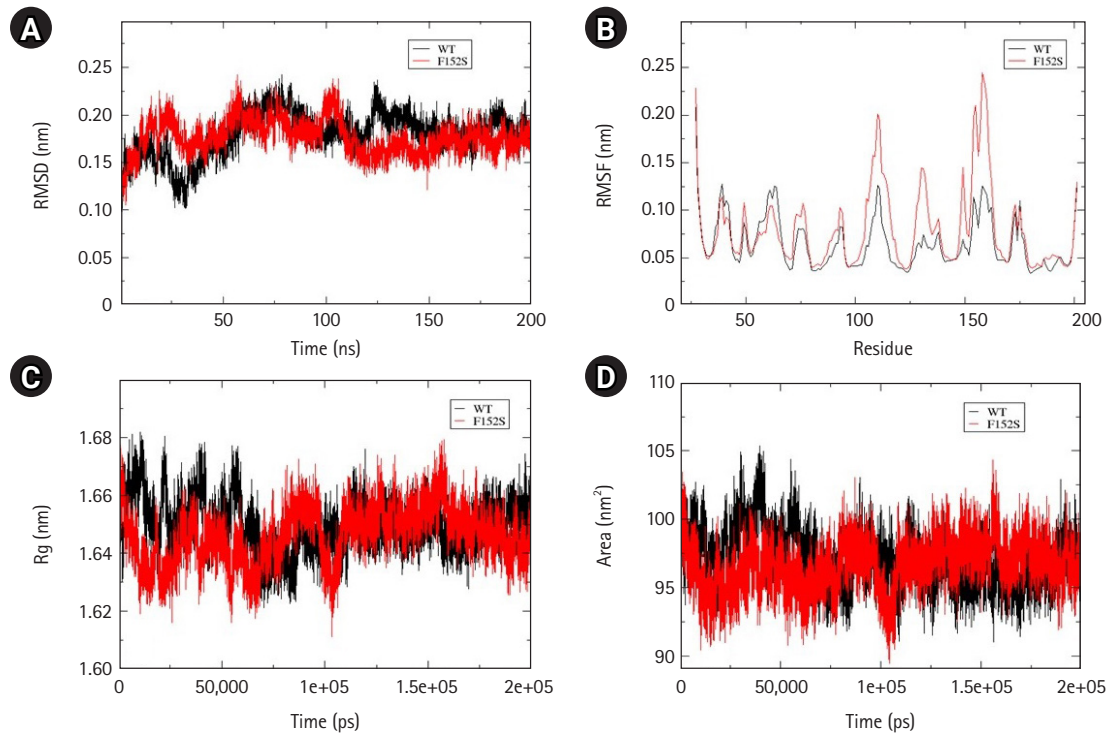 A
WT
F152S
0.25
0.20
0.15
0.10
0.05
0
RMSD (nm)
0
50
100
150
200
Time (ns)
B
WT
F152S
0.25
0.20
0.15
0.10
0.05
0
RMSF (nm)
50
100
150
200
Residue
C
WT
F152S
1.68
1.66
1.64
1.62
1.60
Rg (nm)
0
50,000
1e+05
1.5e+05
2e+05
Time (ps)
D
WT
F152S
110
105
100
95
90
Area (nm²)
0
50,000
1e+05
1.5e+05
2e+05
Time (ps)